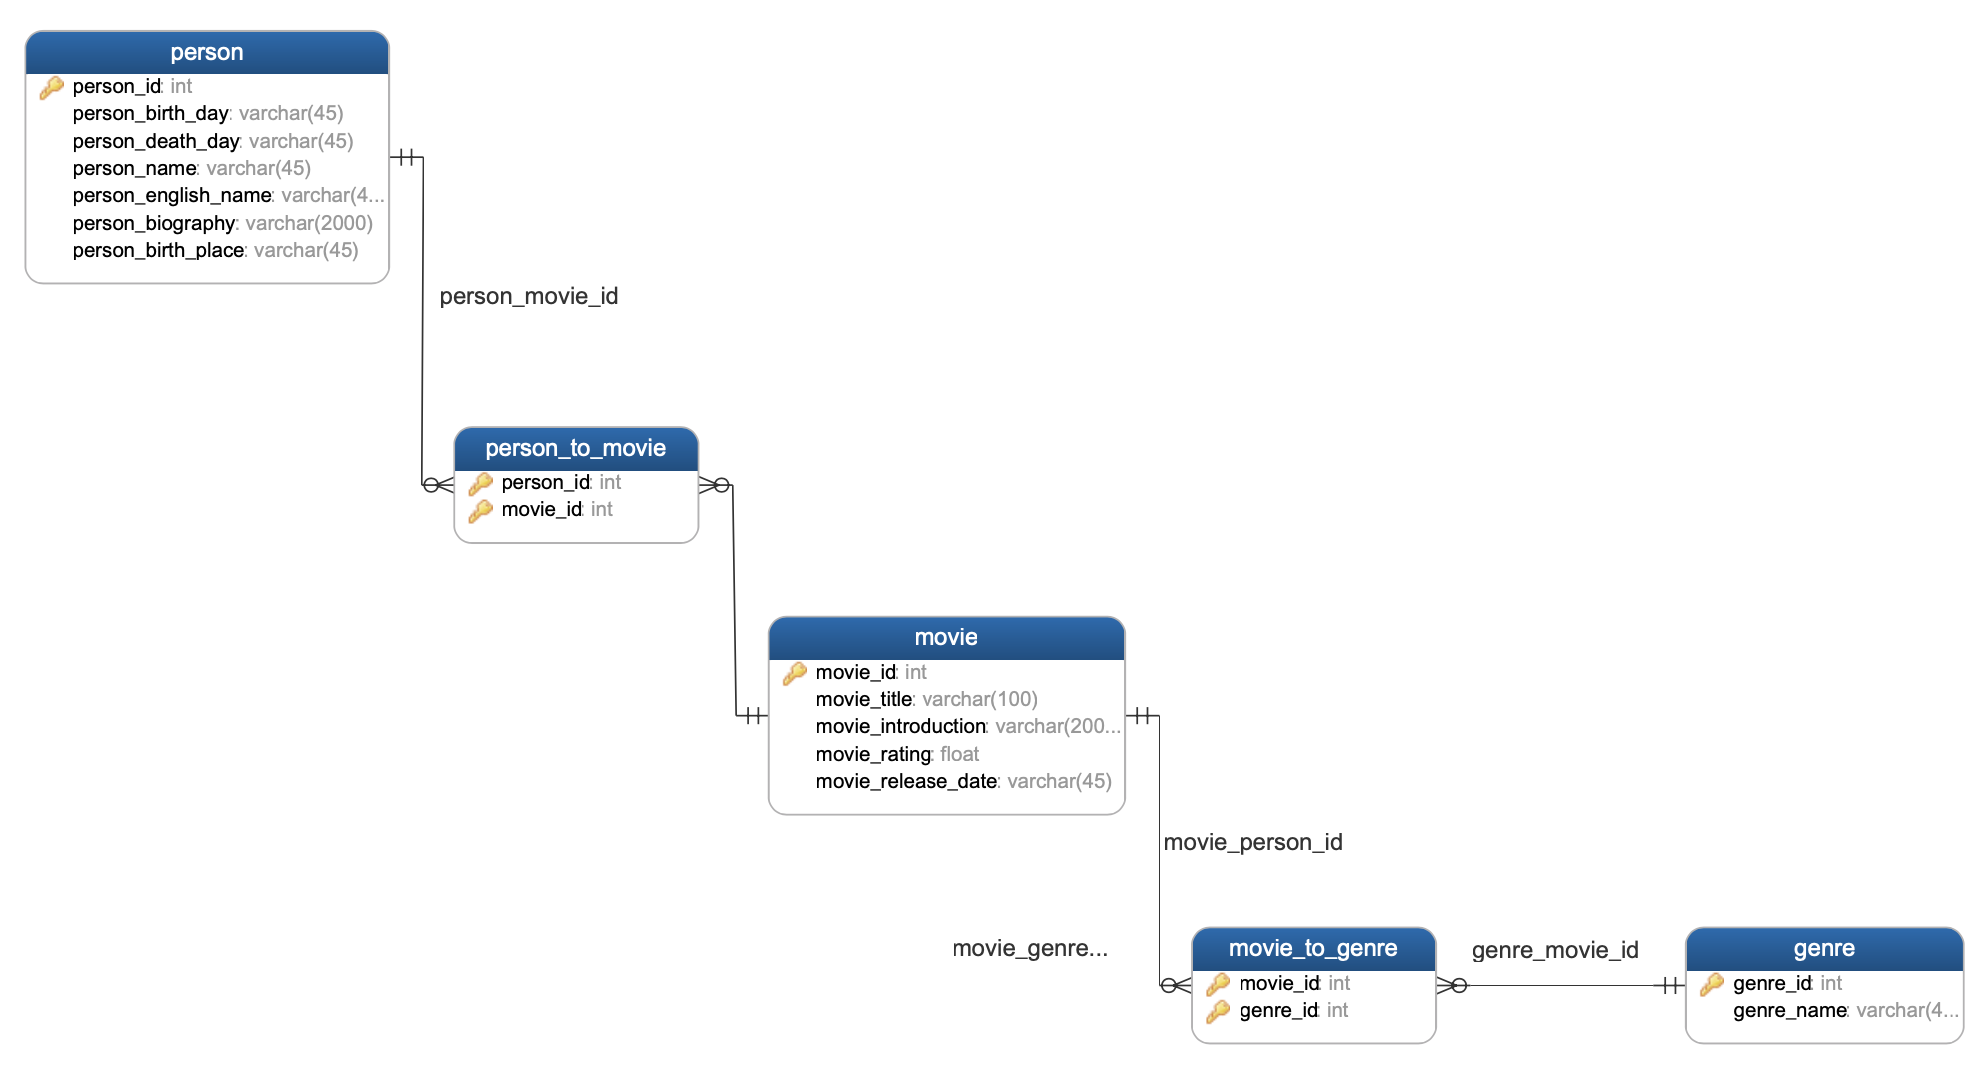 person
person_id: int
person_birth_day: varchar(45)
person_death_day: varchar(45)
person_name: varchar(45)
person_english_name: varchar(4...
person_biography: varchar(2000)
person_birth_place: varchar(45)
person_movie_id
person_to_movie
person_id: int
movie_id: int
movie
movie_id: int
movie_title: varchar(100)
movie_introduction: varchar(200...
movie_rating: float
movie_release_date: varchar(45)
movie_person_id
movie_genre...
movie_to_genre
movie_id: int
genre_id: int
genre_movie_id
genre
genre_id: int
genre_name: varchar(4...